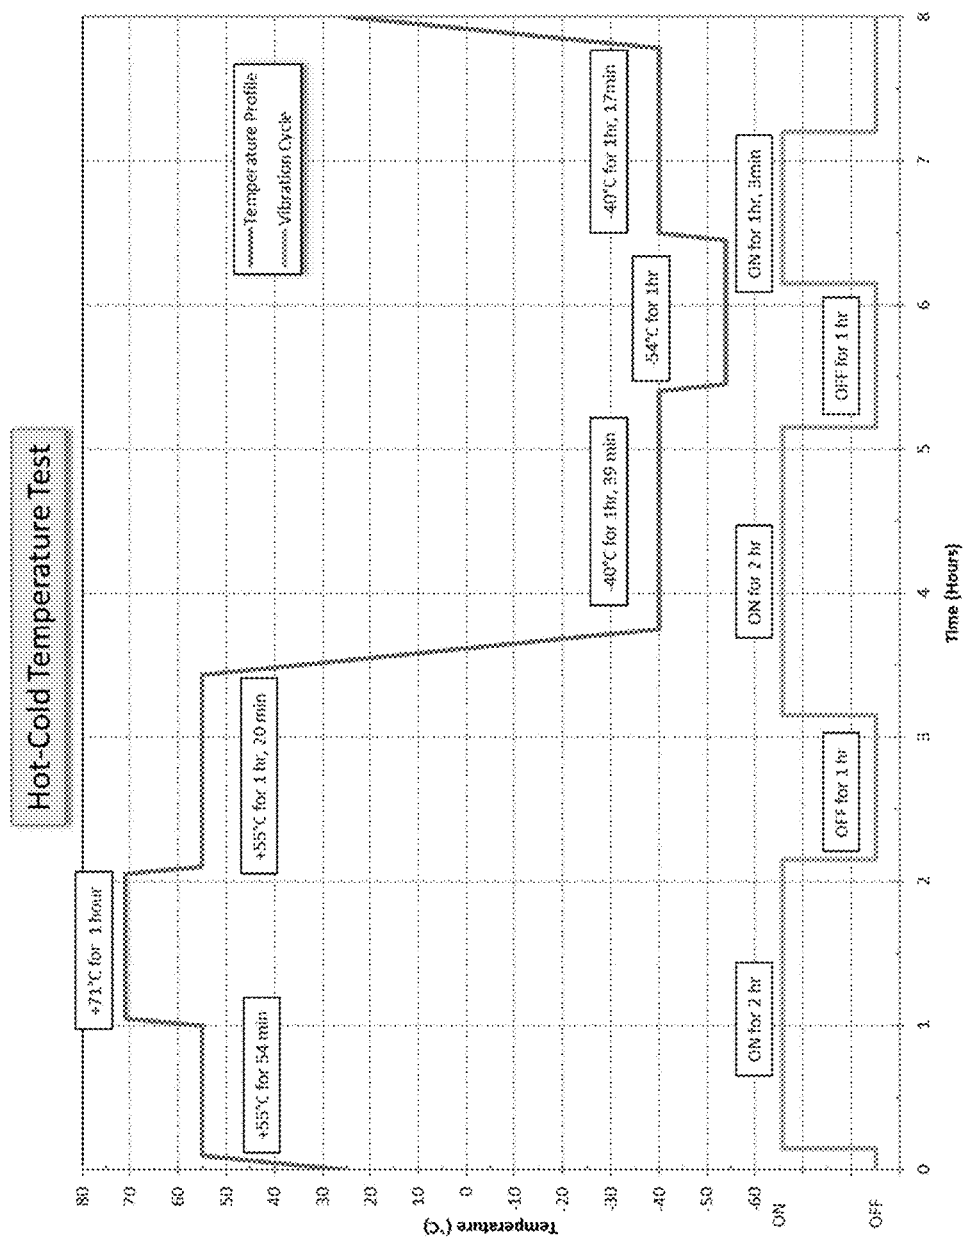 Hot-Cold Temperature Test
Temperature Profile
Vibration Cycle
+71°C for 1 hour
+55°C for 54 min
+55°C for 1 hr, 20 min
-40°C for 1hr, 39 min
-54°C for 1hr
-40°C for 1hr, 17min
ON for 2 hr
OFF for 1 hr
ON for 2 hr
OFF for 1 hr
ON for 1hr, 3min
Temperature (°C)
80
70
60
50
40
30
20
10
0
-10
-20
-30
-40
-50
-60
ON
OFF
0
1
2
3
4
5
6
7
8
Time (Hours)